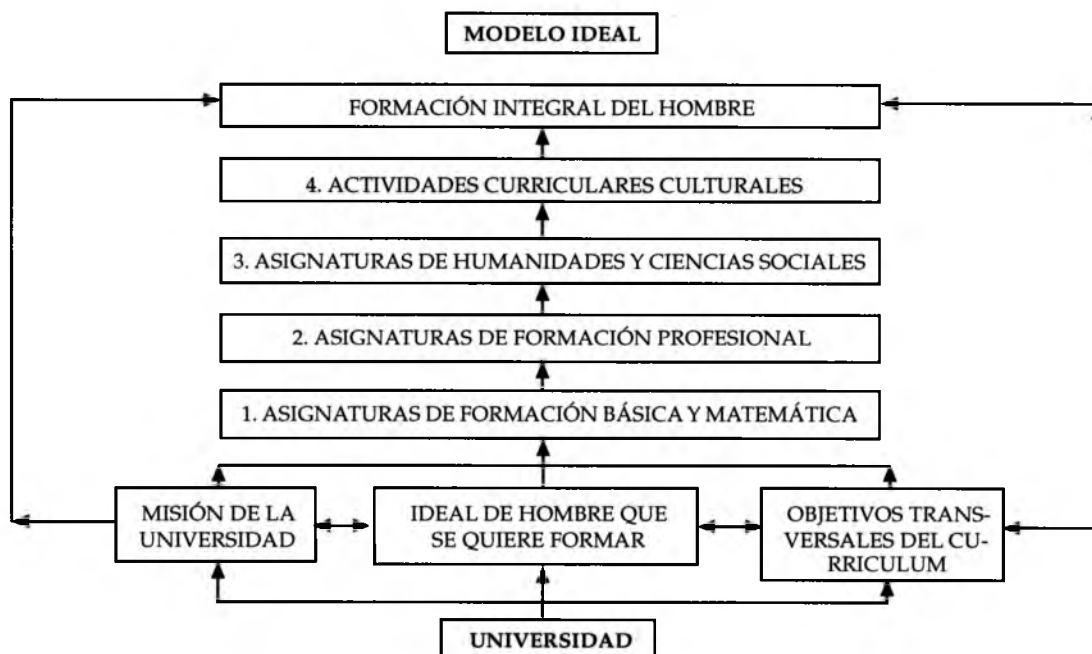 MODELO IDEAL
FORMACIÓN INTEGRAL DEL HOMBRE
4. ACTIVIDADES CURRICULARES CULTURALES
3. ASIGNATURAS DE HUMANIDADES Y CIENCIAS SOCIALES
2. ASIGNATURAS DE FORMACIÓN PROFESIONAL
1. ASIGNATURAS DE FORMACIÓN BÁSICA Y MATEMÁTICA
MISIÓN DE LA
UNIVERSIDAD
IDEAL DE HOMBRE QUE
SE QUIERE FORMAR
OBJETIVOS TRANS-
VERSALES DEL CU-
RRICULUM
UNIVERSIDAD